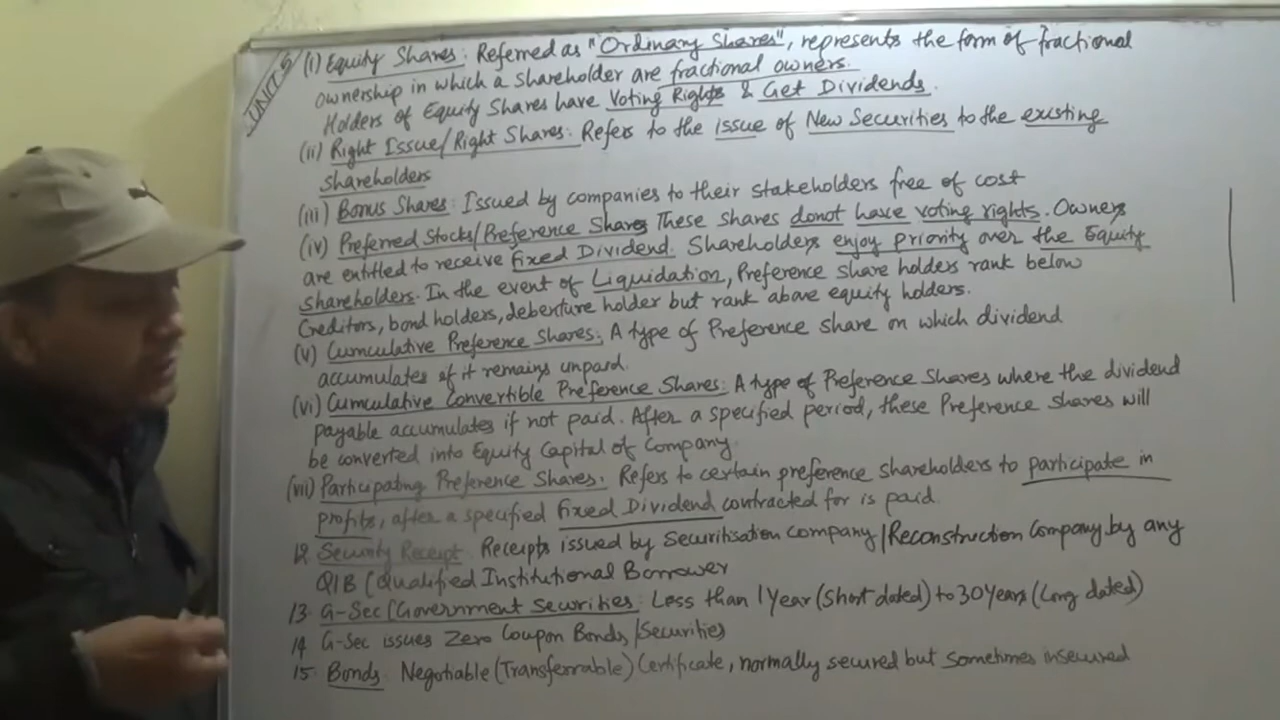 UNIT 5
(i) Equity Shares: Referred as "Ordinary Shares", represents the form of fractional
ownership in which a shareholder are fractional owners.
Holders of Equity Shares have Voting Rights & Get Dividends.
(ii) Right Issue/Right Shares: Refers to the issue of New Securities to the existing
shareholders
(iii) Bonus Shares: Issued by companies to their stakeholders free of cost
(iv) Preferred Stocks/Preference Shares These shares donot have voting rights. Owners
are entitled to receive fixed Dividend. Shareholders enjoy priority over the Equity
shareholders. In the event of Liquidation, Preference share holders rank below
Creditors, bond holders, debenture holder but rank above equity holders.
(v) Cumculative Preference Shares: A type of Preference share on which dividend
accumulates of it remains unpaid.
(vi) Cumculative Convertible Preference Shares: A type of Preference Shares where the dividend
payable accumulates if not paid. After a specified period, these Preference shares will
be converted into Equity Capital of Company.
(vii) Participating Preference Shares. Refers to certain preference shareholders to participate in
profits, after a specified fixed Dividend contracted for is paid.
12. Security Receipt. Receipts issued by Securitisation company/Reconstruction Company by any
QIB (Qualified Institutional Borrower
13. G-Sec (Government Securities: Less than 1 Year (Short dated) to 30 Years (Long dated)
14 G-Sec issues Zero Coupon Bonds/Securities
15. Bonds Negotiable (Transferrable) Certificate, normally secured but sometimes insecured